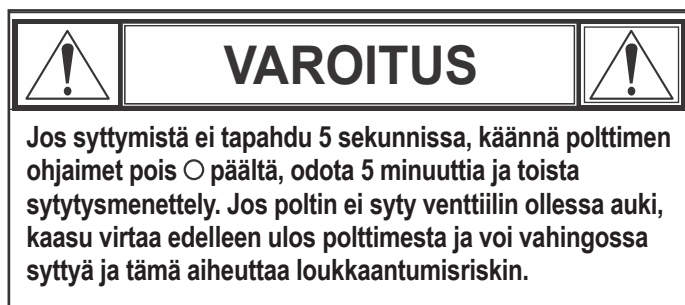 VAROITUS
Jos syttymistä ei tapahdu 5 sekunnissa, käännä polttimen
ohjaimet pois ○ päältä, odota 5 minuuttia ja toista
sytytysmenettely. Jos poltin ei syty venttiilin ollessa auki,
kaasu virtaa edelleen ulos polttimesta ja voi vahingossa
syttyä ja tämä aiheuttaa loukkaantumisriskin.